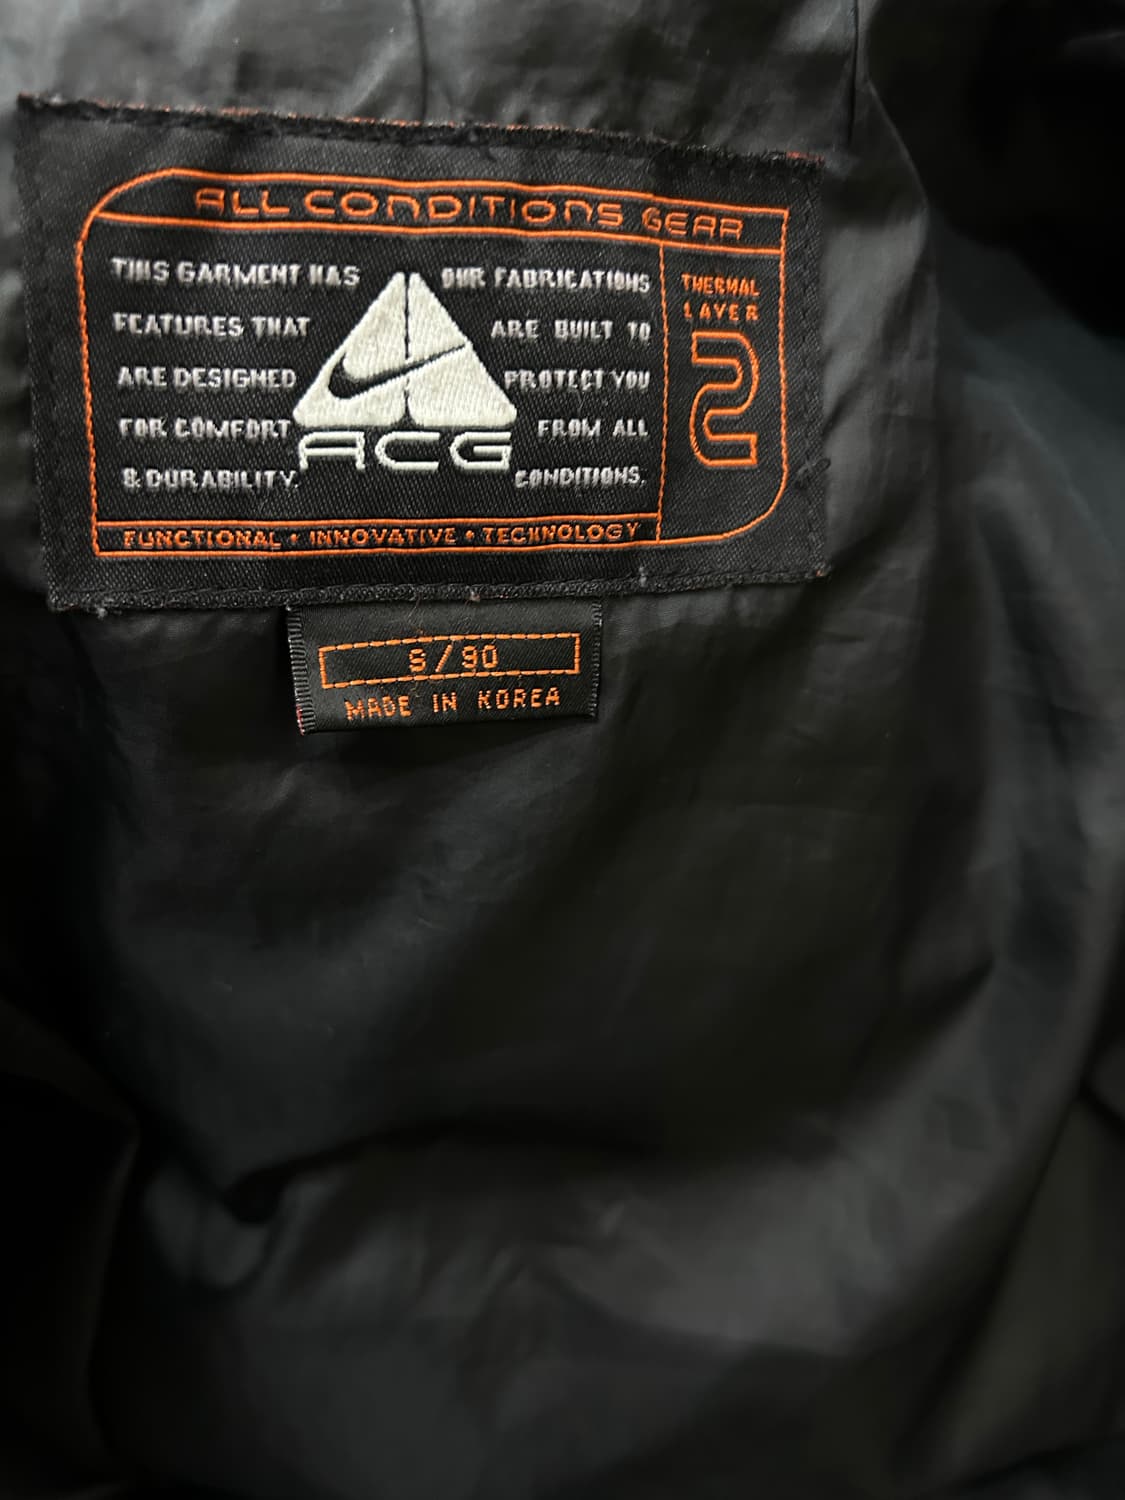 ALL CONDITIONS GEAR
THIS GARMENT HAS
FEATURES THAT
ARE DESIGNED
FOR COMFORT
& DURABILITY.
ACG
OUR FABRICATIONS
ARE BUILT TO
PROTECT YOU
FROM ALL
CONDITIONS.
THERMAL
LAYER
2
FUNCTIONAL • INNOVATIVE • TECHNOLOGY
S/90
MADE IN KOREA